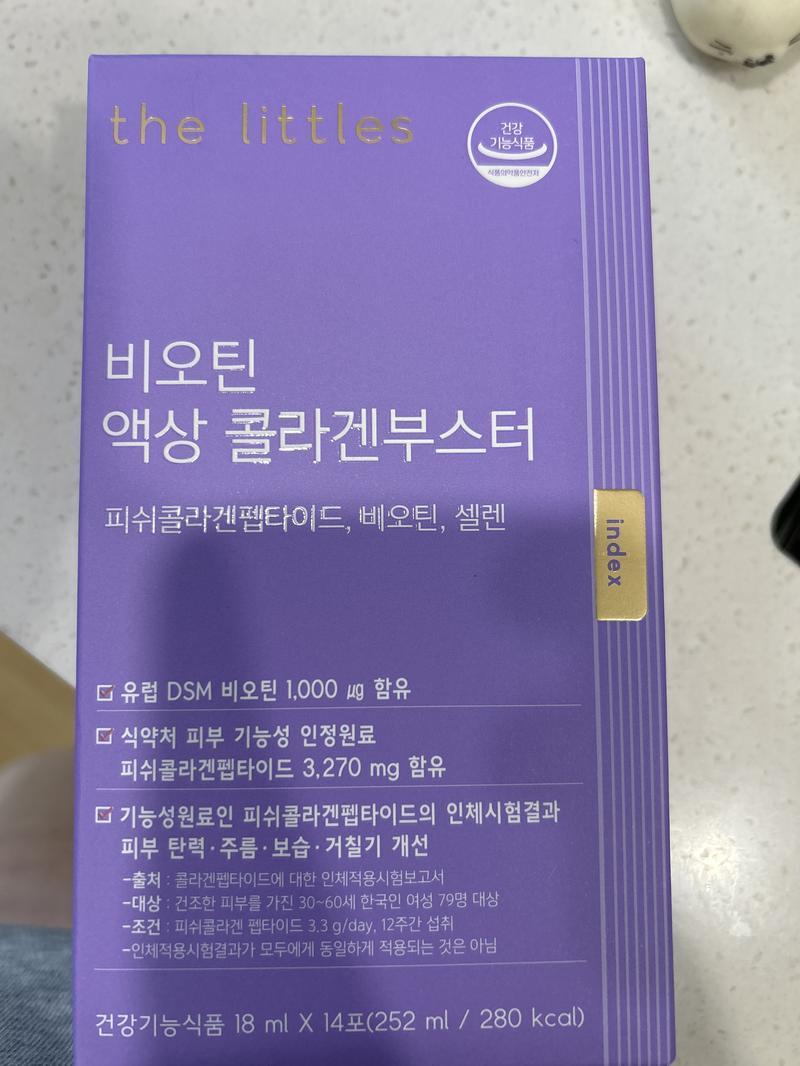 the littles
건강
기능식품
식품의약품안전처
비오틴
액상 콜라겐부스터
피쉬콜라겐펩타이드, 비오틴, 셀렌
index
유럽 DSM 비오틴 1,000 ㎍ 함유
식약처 피부 기능성 인정원료
피쉬콜라겐펩타이드 3,270 mg 함유
기능성원료인 피쉬콜라겐펩타이드의 인체시험결과
피부 탄력·주름·보습·거칠기 개선
-출처 : 콜라겐펩타이드에 대한 인체적용시험보고서
-대상 : 건조한 피부를 가진 30~60세 한국인 여성 79명 대상
-조건 : 피쉬콜라겐 펩타이드 3.3 g/day, 12주간 섭취
-인체적용시험결과가 모두에게 동일하게 적용되는 것은 아님
건강기능식품 18 ml X 14포(252 ml / 280 kcal)